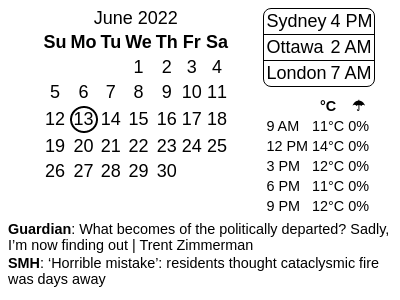 June 2022
Su Mo Tu We Th Fr Sa
1 2 3 4
5 6 7 8 9 10 11
12 13 14 15 16 17 18
19 20 21 22 23 24 25
26 27 28 29 30
Sydney 4 PM
Ottawa 2 AM
London 7 AM
°C ☂
9 AM 11°C 0%
12 PM 14°C 0%
3 PM 12°C 0%
6 PM 11°C 0%
9 PM 12°C 0%
Guardian: What becomes of the politically departed? Sadly,
I’m now finding out | Trent Zimmerman
SMH: ‘Horrible mistake’: residents thought cataclysmic fire
was days away